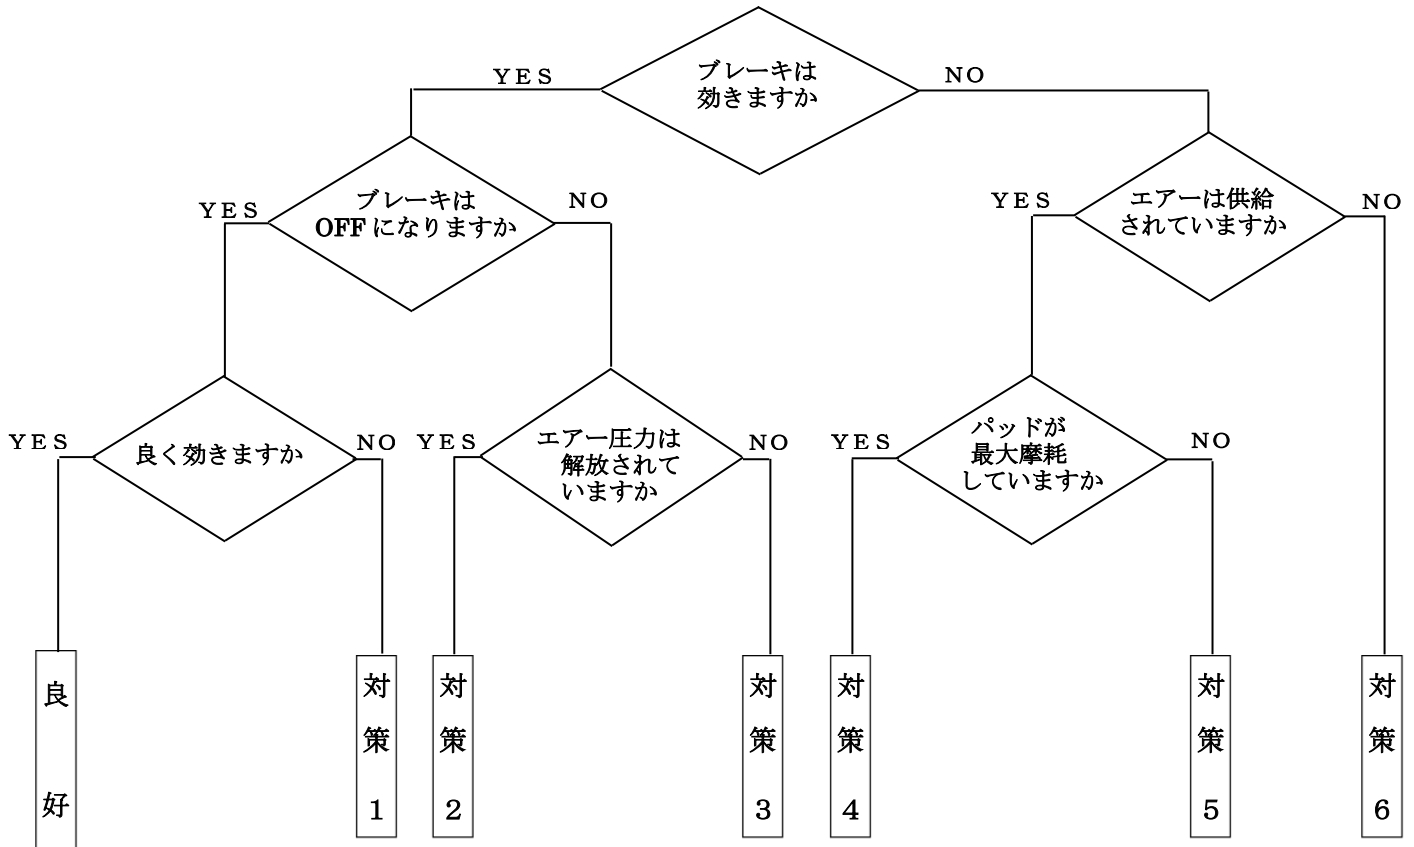 ブレーキは
効きますか
YES
NO
ブレーキは
OFFになりますか
YES
NO
エアーは供給
されていますか
YES
NO
良く効きますか
YES
NO
エアー圧力は
解放されて
いますか
YES
NO
パッドが
最大摩耗
していますか
YES
NO
良好
対策1
対策2
対策3
対策4
対策5
対策6